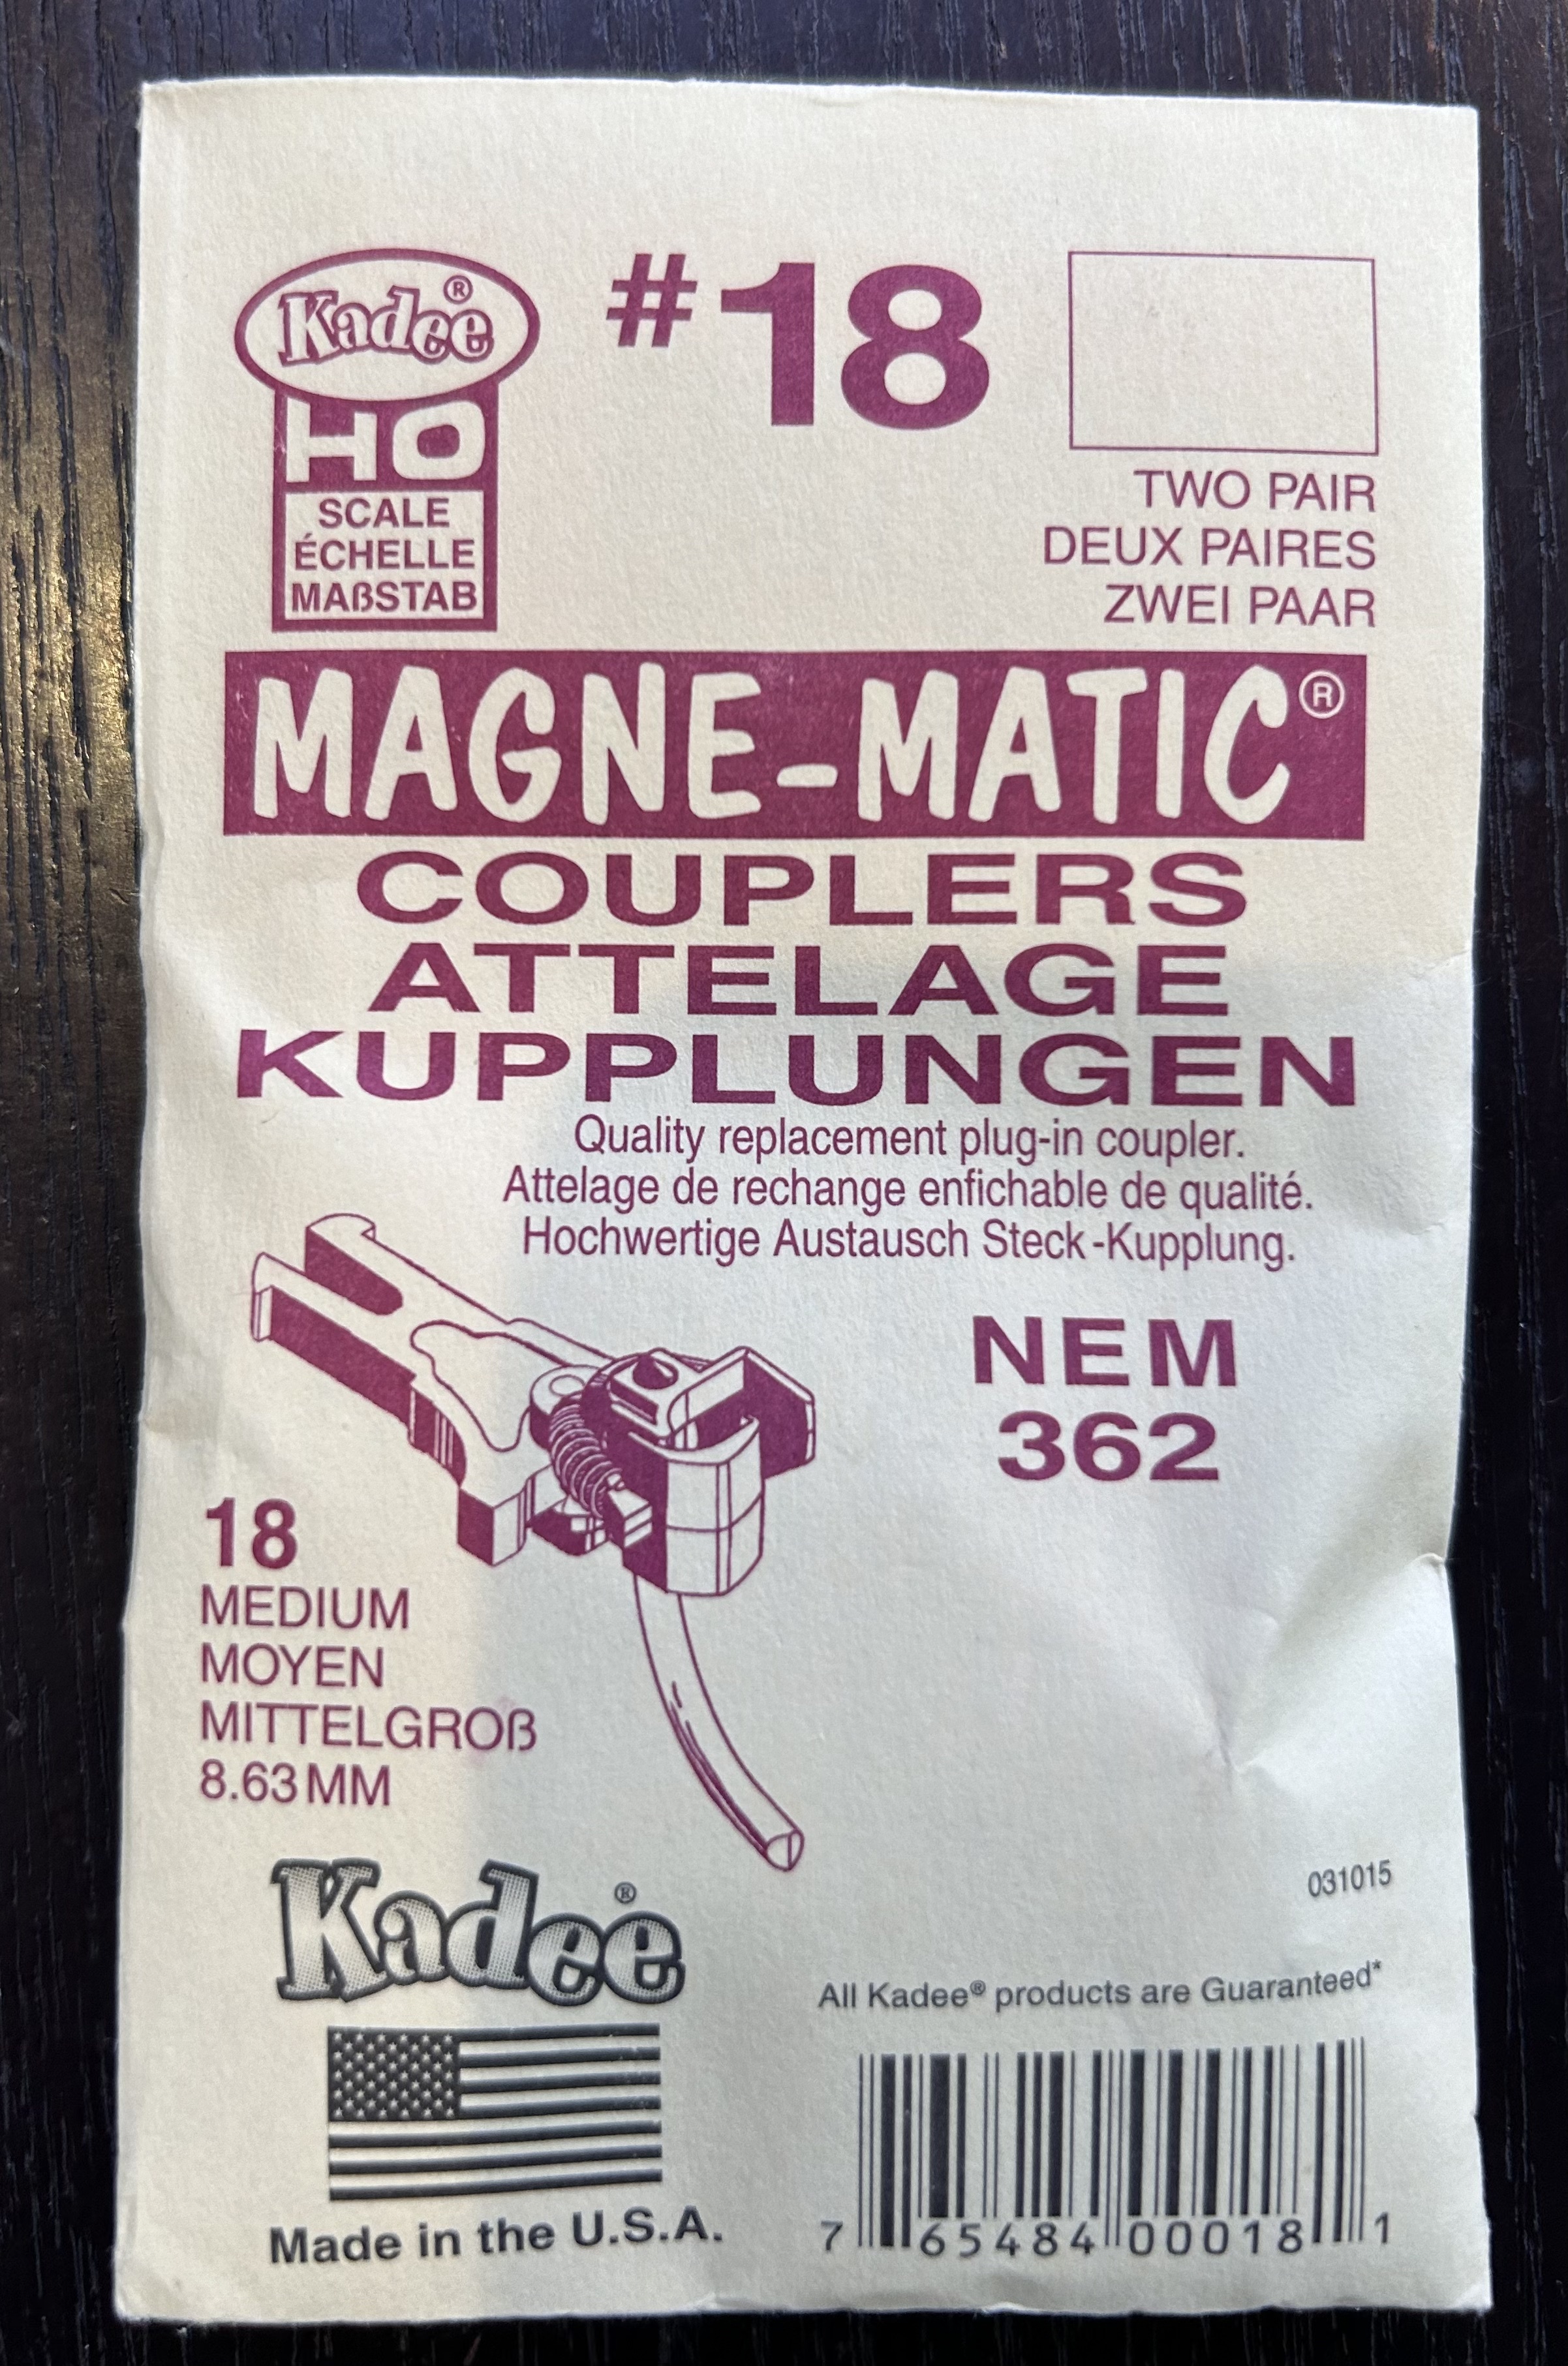 Kadee®
HO
SCALE
ÉCHELLE
MAßSTAB
#18
TWO PAIR
DEUX PAIRES
ZWEI PAAR
MAGNE-MATIC®
COUPLERS
ATTELAGE
KUPPLUNGEN
Quality replacement plug-in coupler.
Attelage de rechange enfichable de qualité.
Hochwertige Austausch Steck-Kupplung.
NEM
362
18
MEDIUM
MOYEN
MITTELGROß
8.63MM
Kadee®
Made in the U.S.A.
031015
All Kadee® products are Guaranteed*
7 65484 00018 1